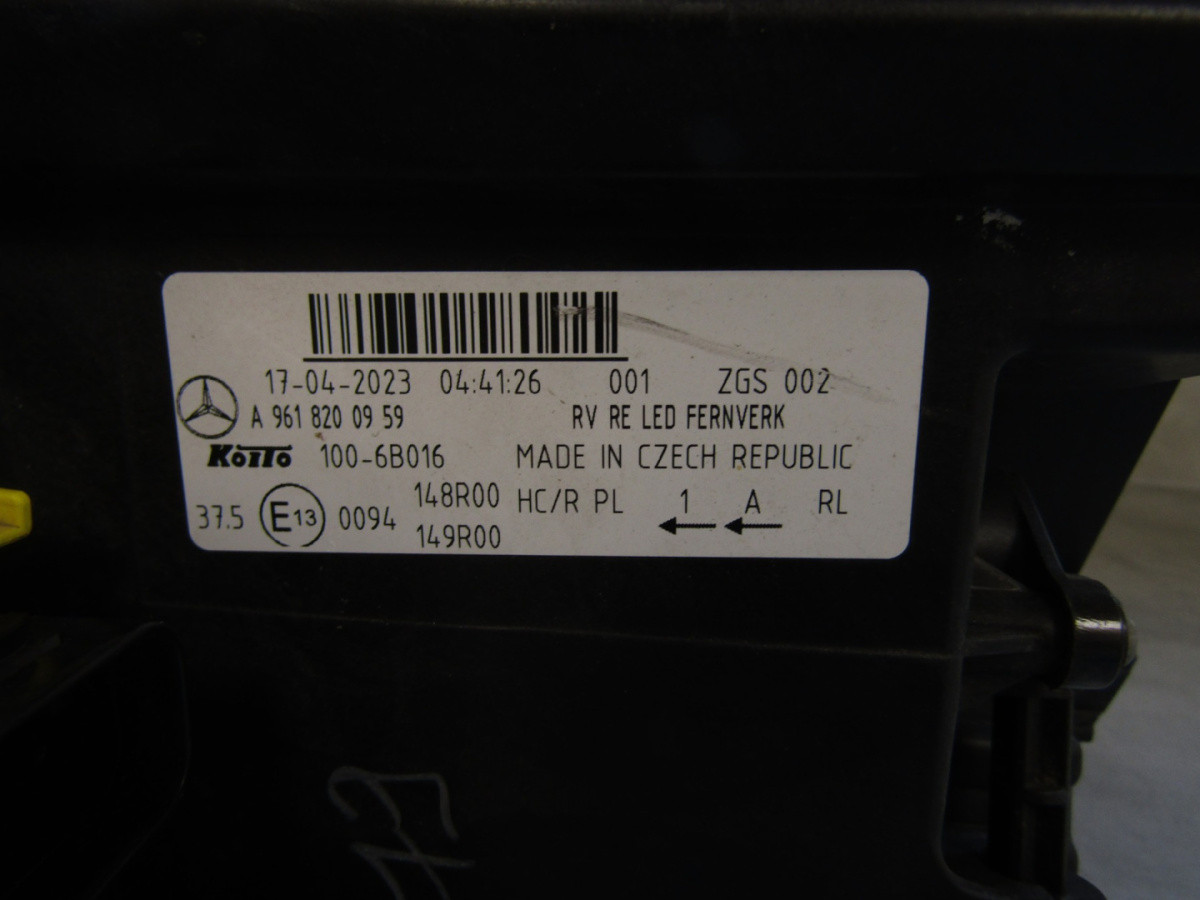 17-04-2023 04:41:26 001 ZGS 002
A 961 820 09 59 RV RE LED FERNVERK
KOITO 100-6B016 MADE IN CZECH REPUBLIC
37.5 E13 0094 148R00 HC/R PL 1 A RL
149R00